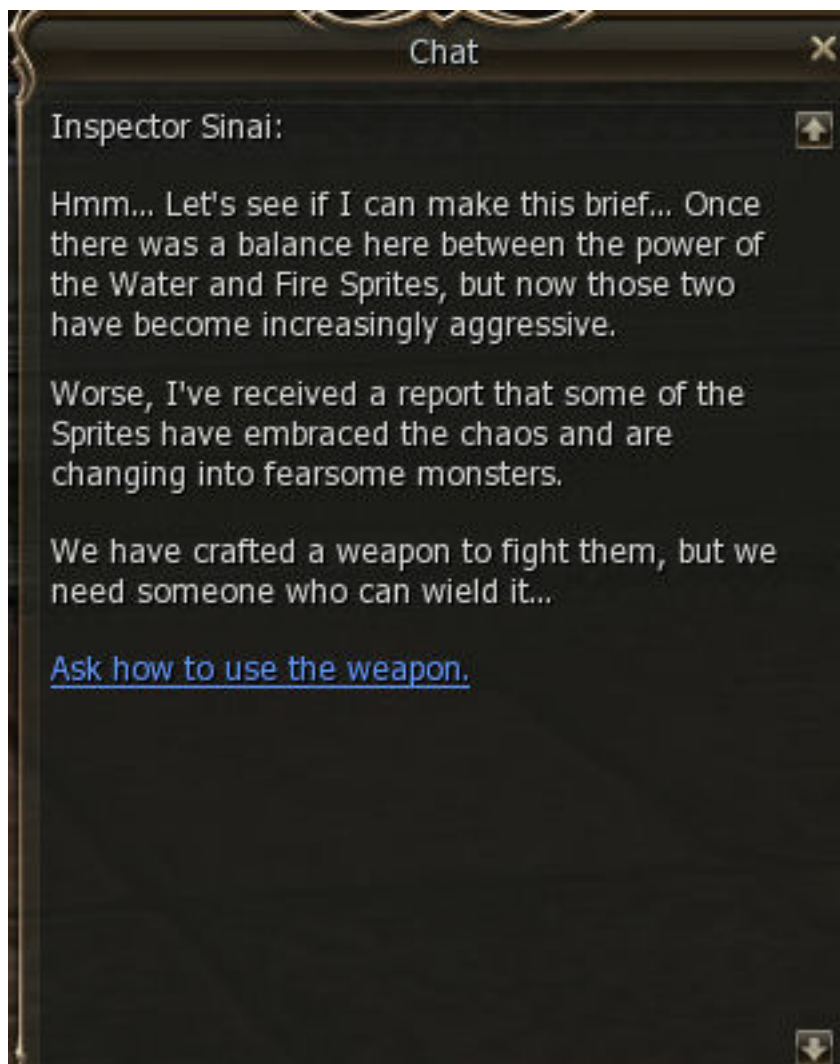 Chat
Inspector Sinai:
Hmm... Let's see if I can make this brief... Once
there was a balance here between the power of
the Water and Fire Sprites, but now those two
have become increasingly aggressive.
Worse, I've received a report that some of the
Sprites have embraced the chaos and are
changing into fearsome monsters.
We have crafted a weapon to fight them, but we
need someone who can wield it...
Ask how to use the weapon.